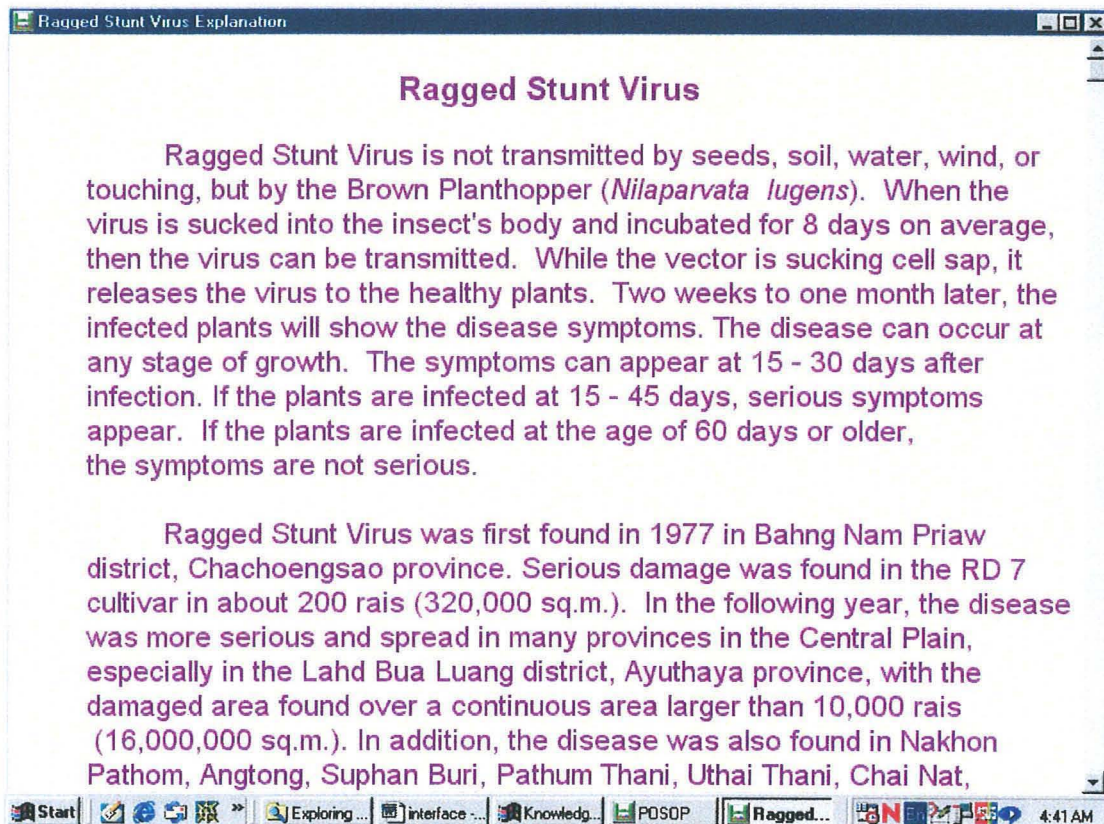 Ragged Stunt Virus Explanation
Ragged Stunt Virus
Ragged Stunt Virus is not transmitted by seeds, soil, water, wind, or
touching, but by the Brown Planthopper (Nilaparvata lugens). When the
virus is sucked into the insect's body and incubated for 8 days on average,
then the virus can be transmitted. While the vector is sucking cell sap, it
releases the virus to the healthy plants. Two weeks to one month later, the
infected plants will show the disease symptoms. The disease can occur at
any stage of growth. The symptoms can appear at 15 - 30 days after
infection. If the plants are infected at 15 - 45 days, serious symptoms
appear. If the plants are infected at the age of 60 days or older,
the symptoms are not serious.
Ragged Stunt Virus was first found in 1977 in Bahng Nam Priaw
district, Chachoengsao province. Serious damage was found in the RD 7
cultivar in about 200 rais (320,000 sq.m.). In the following year, the disease
was more serious and spread in many provinces in the Central Plain,
especially in the Lahd Bua Luang district, Ayuthaya province, with the
damaged area found over a continuous area larger than 10,000 rais
(16,000,000 sq.m.). In addition, the disease was also found in Nakhon
Pathom, Angtong, Suphan Buri, Pathum Thani, Uthai Thani, Chai Nat,
Start » Exploring ... interface -... Knowledg... POSOP Ragged... N En 4:41 AM